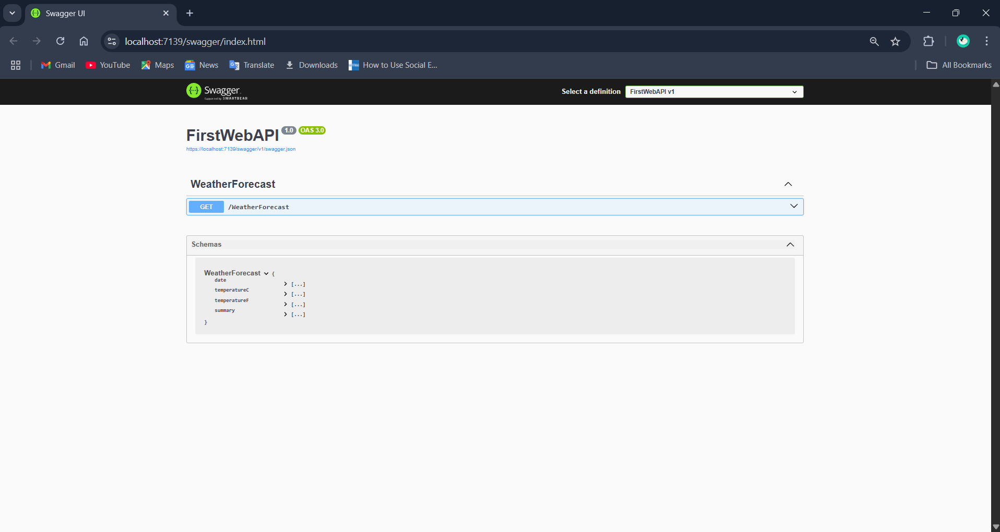 Swagger UI
localhost:7139/swagger/index.html
Gmail
YouTube
Maps
News
Translate
Downloads
How to Use Social E...
All Bookmarks
Swagger.
Supported by SMARTBEAR
Select a definition
FirstWebAPI v1
FirstWebAPI 1.0 OAS 3.0
https://localhost:7139/swagger/v1/swagger.json
WeatherForecast
GET /WeatherForecast
Schemas
WeatherForecast {
date [...]
temperatureC [...]
temperatureF [...]
summary [...]
}